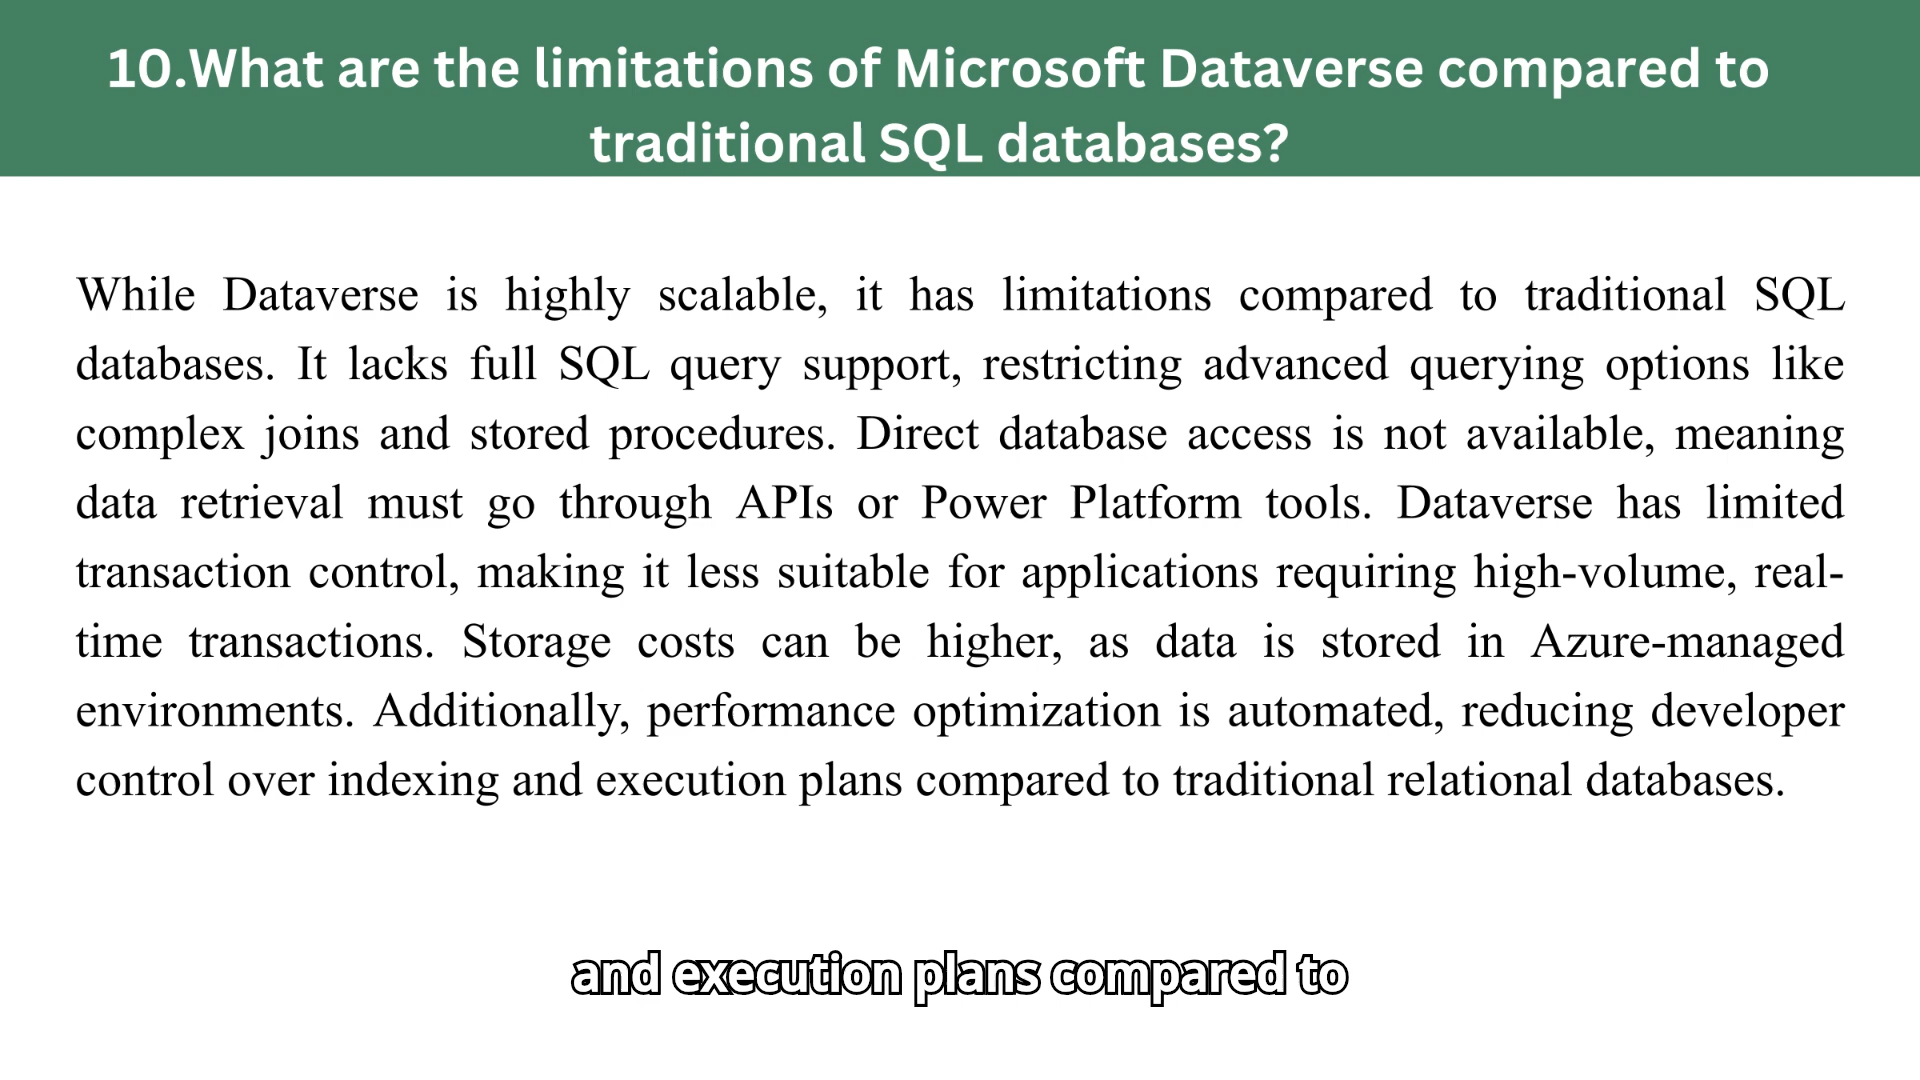 10.What are the limitations of Microsoft Dataverse compared to
traditional SQL databases?
While Dataverse is highly scalable, it has limitations compared to traditional SQL
databases. It lacks full SQL query support, restricting advanced querying options like
complex joins and stored procedures. Direct database access is not available, meaning
data retrieval must go through APIs or Power Platform tools. Dataverse has limited
transaction control, making it less suitable for applications requiring high-volume, real-
time transactions. Storage costs can be higher, as data is stored in Azure-managed
environments. Additionally, performance optimization is automated, reducing developer
control over indexing and execution plans compared to traditional relational databases.
and execution plans compared to